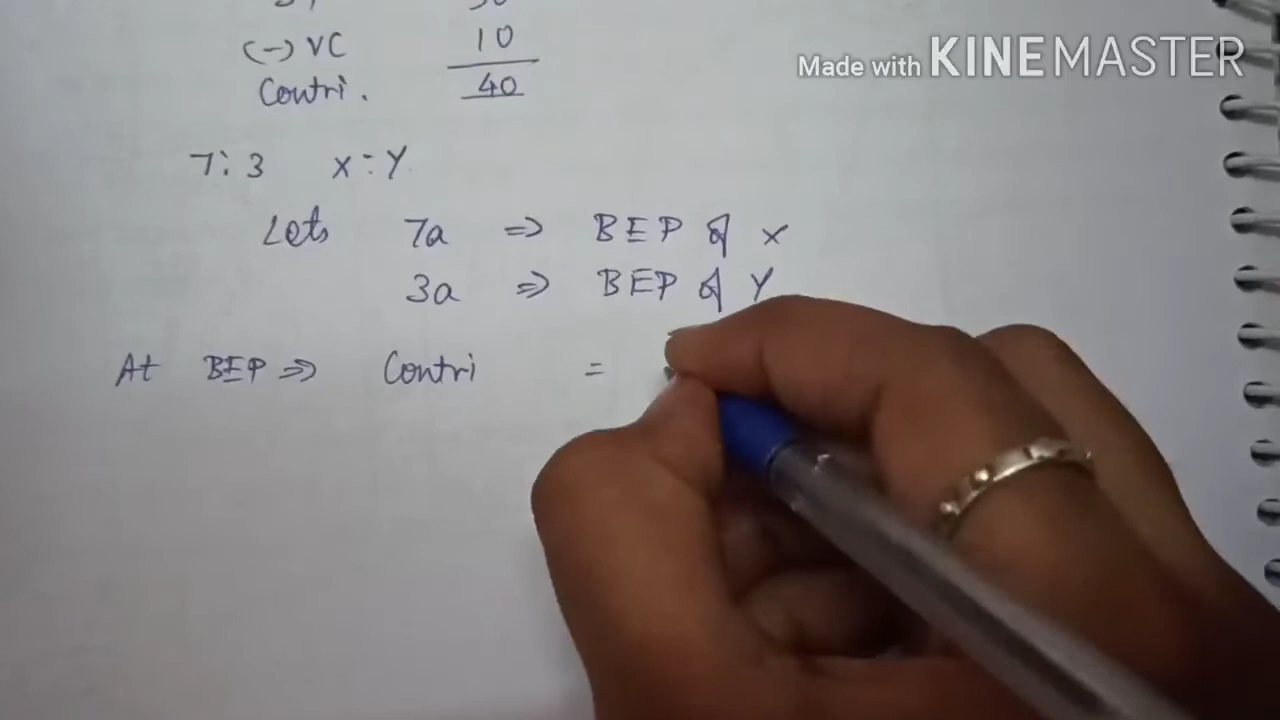 (-) VC 10
Made with KINEMASTER
Contri. 40
7:3 X:Y
Lets 7a ⇒ BEP of X
3a ⇒ BEP of Y
At BEP ⇒ Contri =